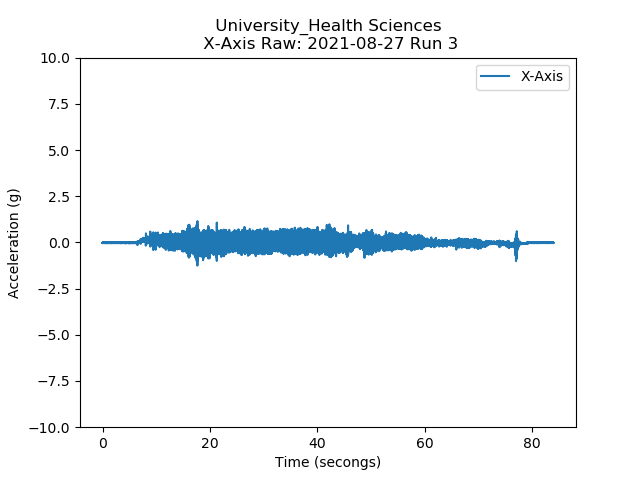 University_Health Sciences
X-Axis Raw: 2021-08-27 Run 3
X-Axis
Acceleration (g)
10.0
7.5
5.0
2.5
0.0
−2.5
−5.0
−7.5
−10.0
0 20 40 60 80
Time (secongs)